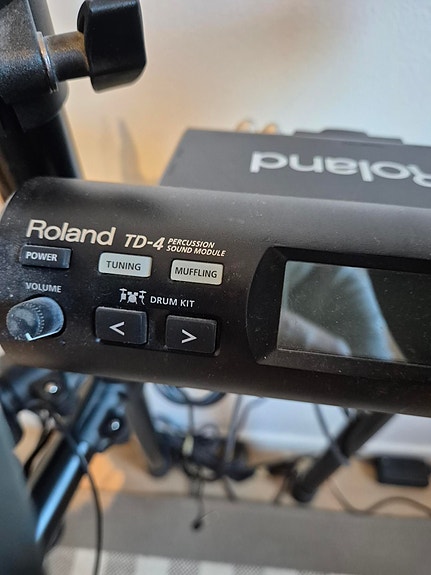 Roland
Roland TD-4 PERCUSSION
SOUND MODULE
POWER
TUNING
MUFFLING
VOLUME
DRUM KIT
< >